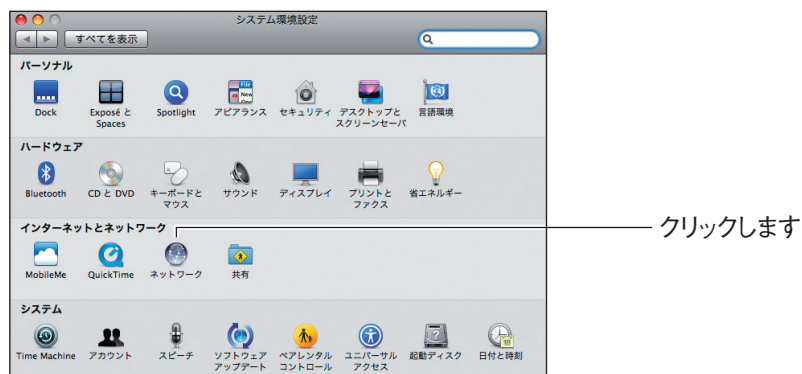 システム環境設定
すべてを表示
パーソナル
Dock
Exposé と
Spaces
Spotlight
File
New
アピアランス
セキュリティ
デスクトップと
スクリーンセーバ
言語環境
ハードウェア
Bluetooth
CD と DVD
キーボードと
マウス
サウンド
ディスプレイ
プリントと
ファクス
省エネルギー
インターネットとネットワーク
MobileMe
QuickTime
ネットワーク
共有
クリックします
システム
Time Machine
アカウント
スピーチ
ソフトウェア
アップデート
ペアレンタル
コントロール
ユニバーサル
アクセス
?
起動ディスク
18
日付と時刻